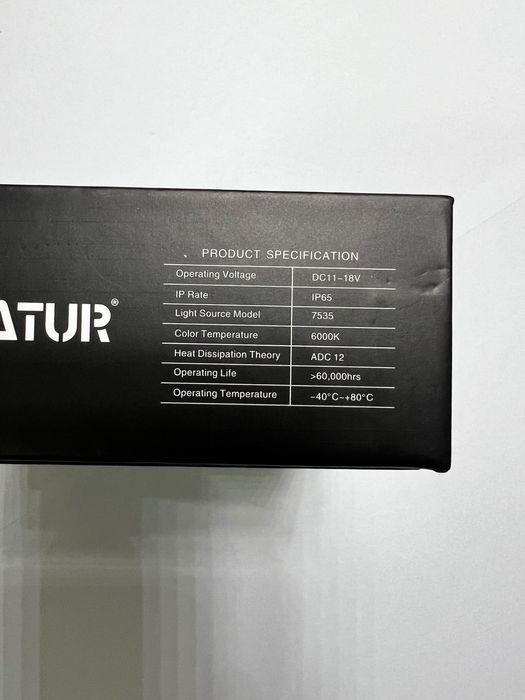 ATUR®
PRODUCT SPECIFICATION
Operating Voltage DC11-18V
IP Rate IP65
Light Source Model 7535
Color Temperature 6000K
Heat Dissipation Theory ADC 12
Operating Life >60,000hrs
Operating Temperature -40°C~+80°C